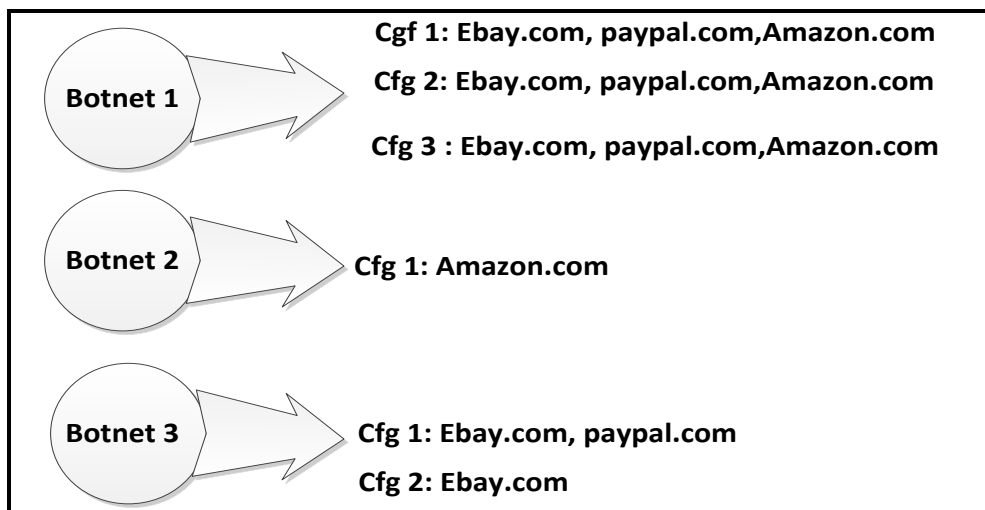 Cgf 1: Ebay.com, paypal.com,Amazon.com
Botnet 1
Cfg 2: Ebay.com, paypal.com,Amazon.com
Cfg 3 : Ebay.com, paypal.com,Amazon.com
Botnet 2
Cfg 1: Amazon.com
Botnet 3
Cfg 1: Ebay.com, paypal.com
Cfg 2: Ebay.com